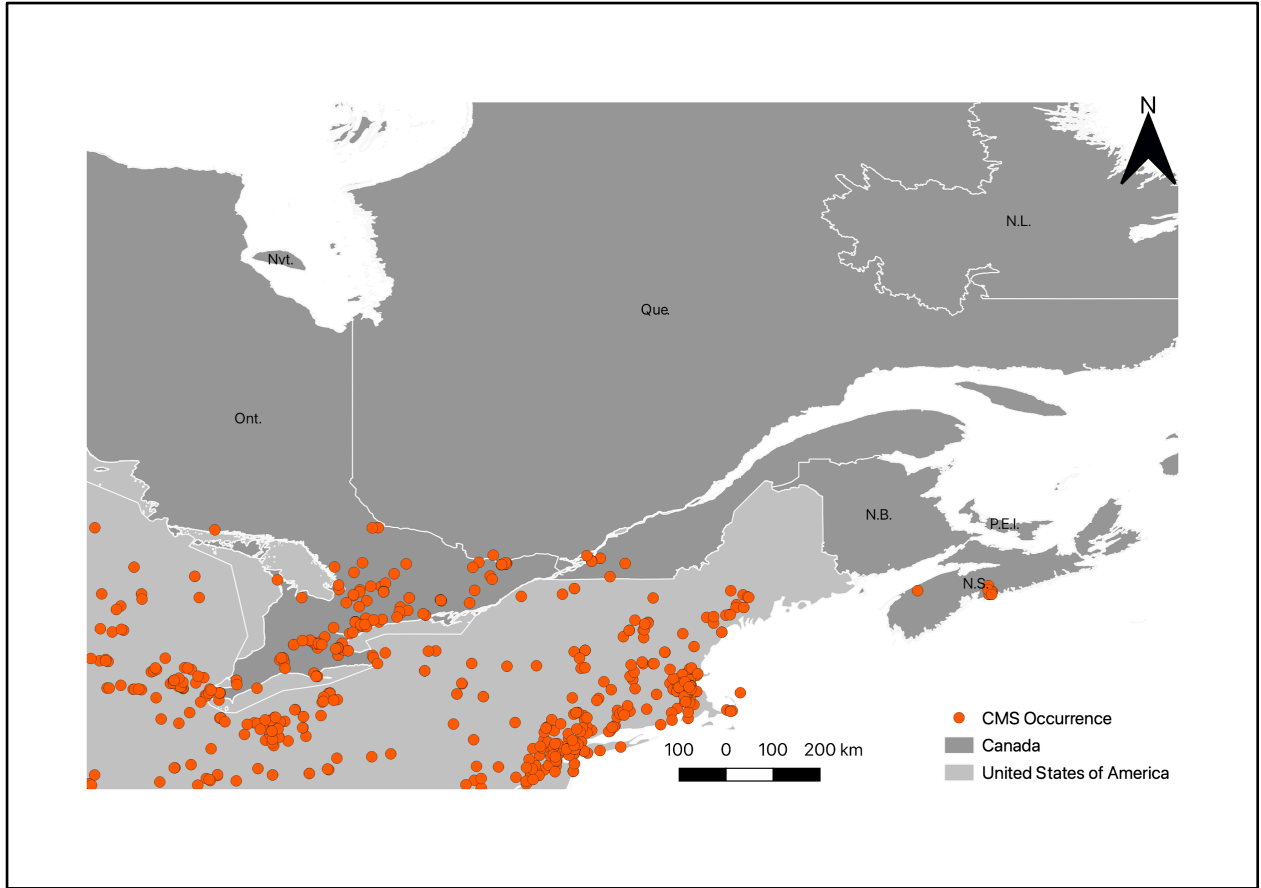 N
N.L.
Nvt.
Que.
Ont.
N.B.
P.E.I.
N.S.
CMS Occurrence
Canada
United States of America
100 0 100 200 km